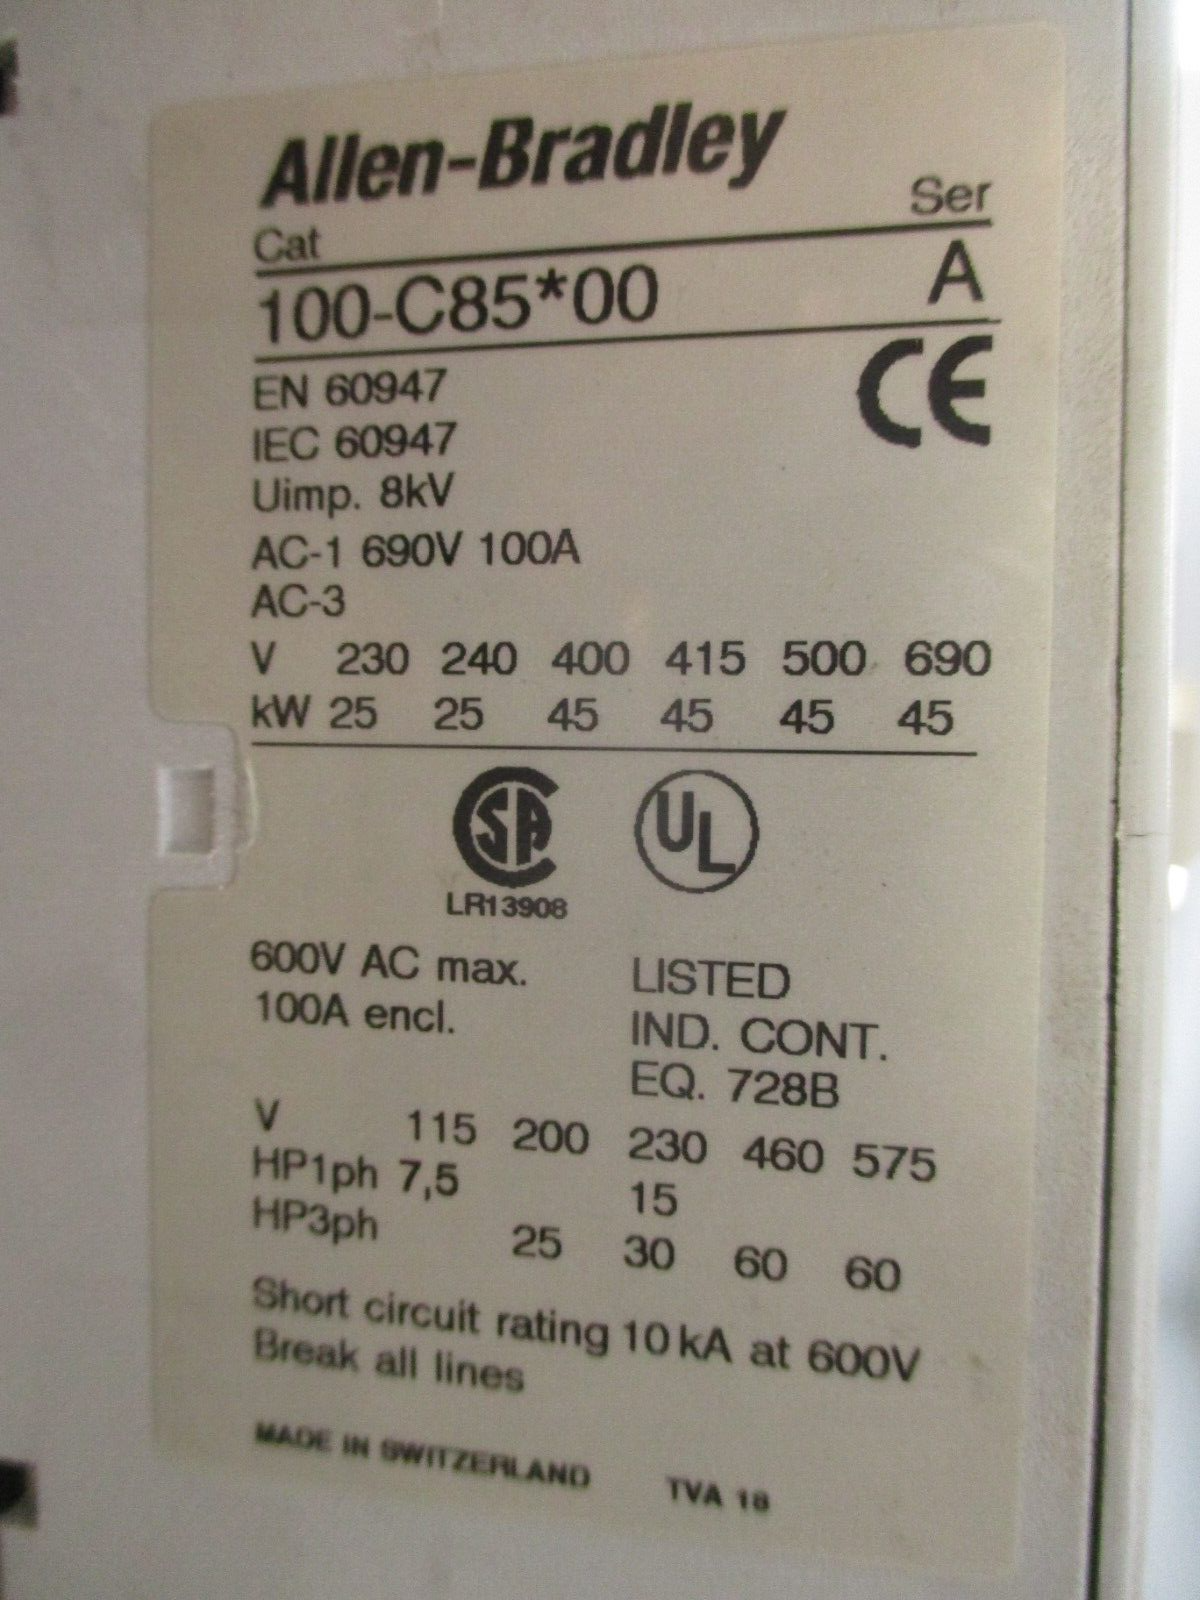 Allen-Bradley
Cat Ser
100-C85*00 A
CE
EN 60947
IEC 60947
Uimp. 8kV
AC-1 690V 100A
AC-3
V 230 240 400 415 500 690
kW 25 25 45 45 45 45
SA UL
LR13908
600V AC max. LISTED
100A encl. IND. CONT.
EQ. 728B
V 115 200 230 460 575
HP1ph 7,5 15
HP3ph 25 30 60 60
Short circuit rating 10 kA at 600V
Break all lines
MADE IN SWITZERLAND TVA 18